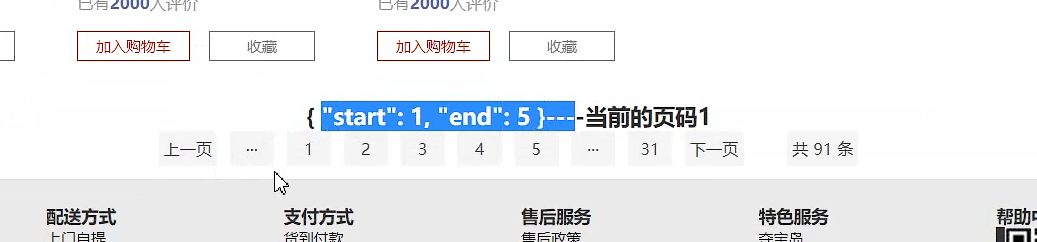 已有2000人评价 已有2000人评价
加入购物车 收藏 加入购物车 收藏
{ "start": 1, "end": 5 }----当前的页码1
上一页 ··· 1 2 3 4 5 ··· 31 下一页 共 91 条
配送方式 支付方式 售后服务 特色服务 帮助中
上门自提 货到付款 售后政策 夺宝岛